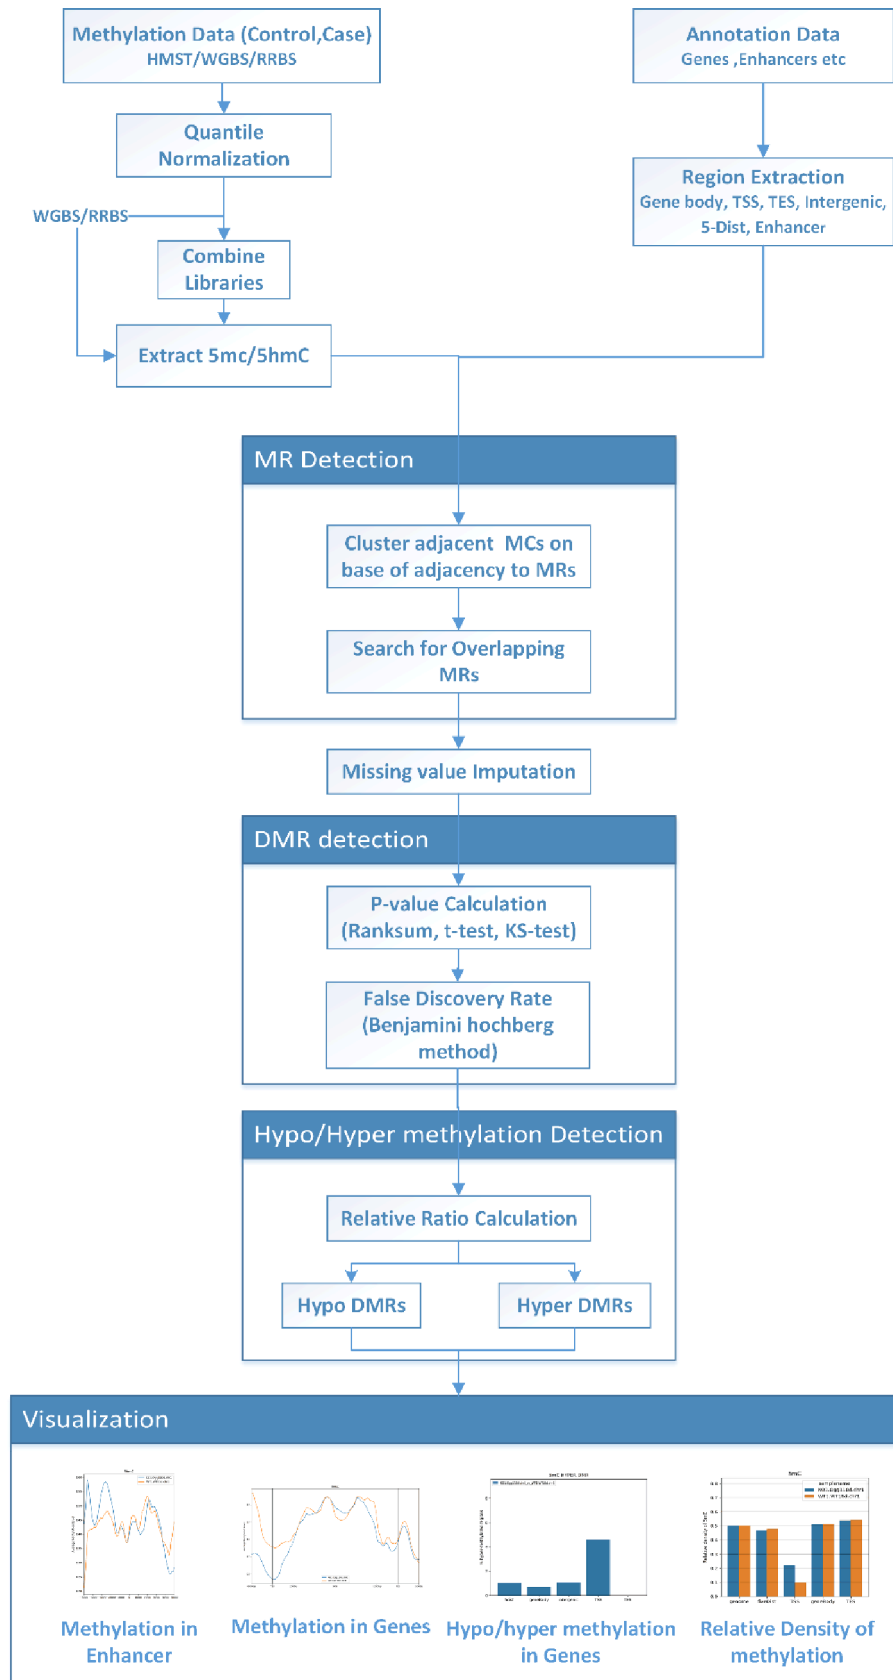 Methylation Data (Control,Case)
HMST/WGBS/RRBS
Annotation Data
Genes ,Enhancers etc
Quantile
Normalization
Region Extraction
Gene body, TSS, TES, Intergenic,
5-Dist, Enhancer
WGBS/RRBS
Combine
Libraries
Extract 5mc/5hmC
MR Detection
Cluster adjacent MCs on
base of adjacency to MRs
Search for Overlapping
MRs
Missing value Imputation
DMR detection
P-value Calculation
(Ranksum, t-test, KS-test)
False Discovery Rate
(Benjamini hochberg
method)
Hypo/Hyper methylation Detection
Relative Ratio Calculation
Hypo DMRs
Hyper DMRs
Visualization
Methylation in
Enhancer
Methylation in Genes
Hypo/hyper methylation
in Genes
Relative Density of
methylation